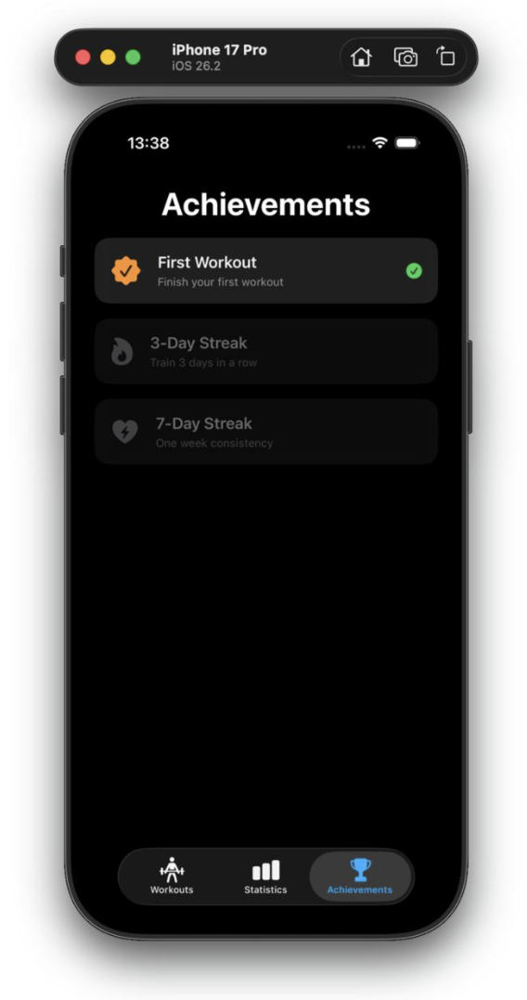 iPhone 17 Pro
iOS 26.2
13:38
Achievements
First Workout
Finish your first workout
3-Day Streak
Train 3 days in a row
7-Day Streak
One week consistency
Workouts
Statistics
Achievements